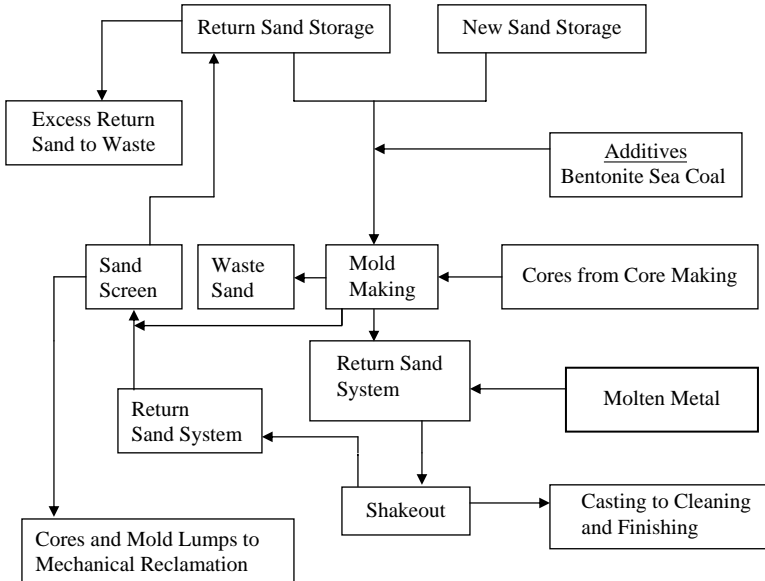 Return Sand Storage
New Sand Storage
Excess Return
Sand to Waste
Additives
Bentonite Sea Coal
Sand
Screen
Waste
Sand
Mold
Making
Cores from Core Making
Return Sand
System
Molten Metal
Return
Sand System
Shakeout
Casting to Cleaning
and Finishing
Cores and Mold Lumps to
Mechanical Reclamation